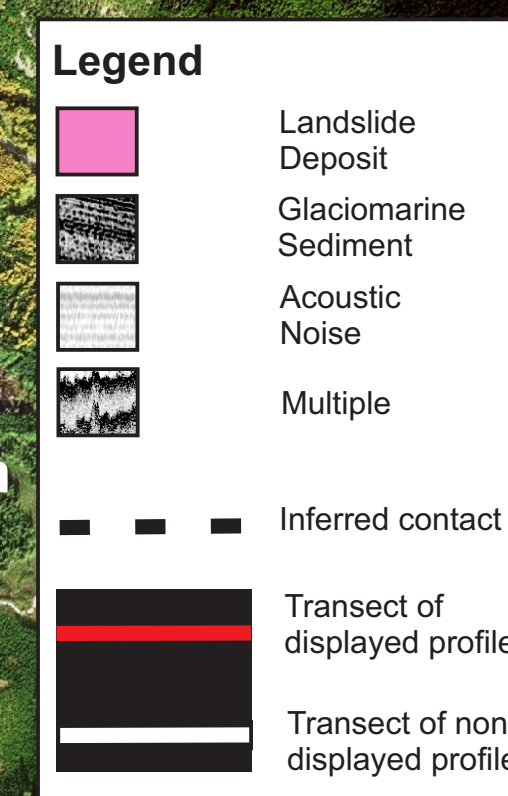 Legend
Landslide
Deposit
Glaciomarine
Sediment
Acoustic
Noise
Multiple
Inferred contact
Transect of
displayed profile
Transect of non
displayed profile